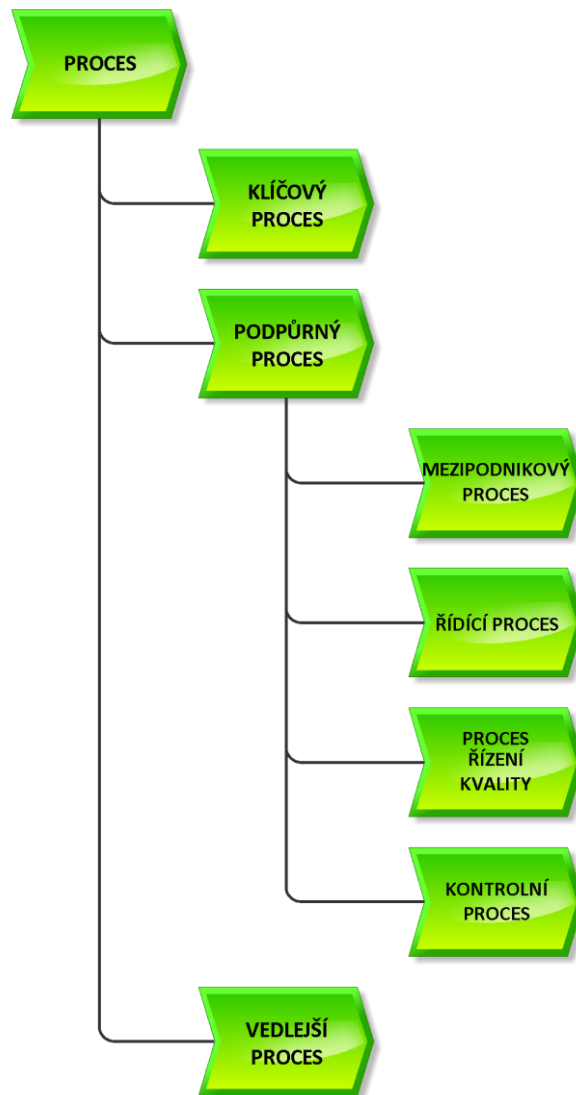 PROCES
KLÍČOVÝ
PROCES
PODPŮRNÝ
PROCES
MEZIPODNIKOVÝ
PROCES
ŘÍDÍCÍ PROCES
PROCES
ŘÍZENÍ
KVALITY
KONTROLNÍ
PROCES
VEDLEJŠÍ
PROCES